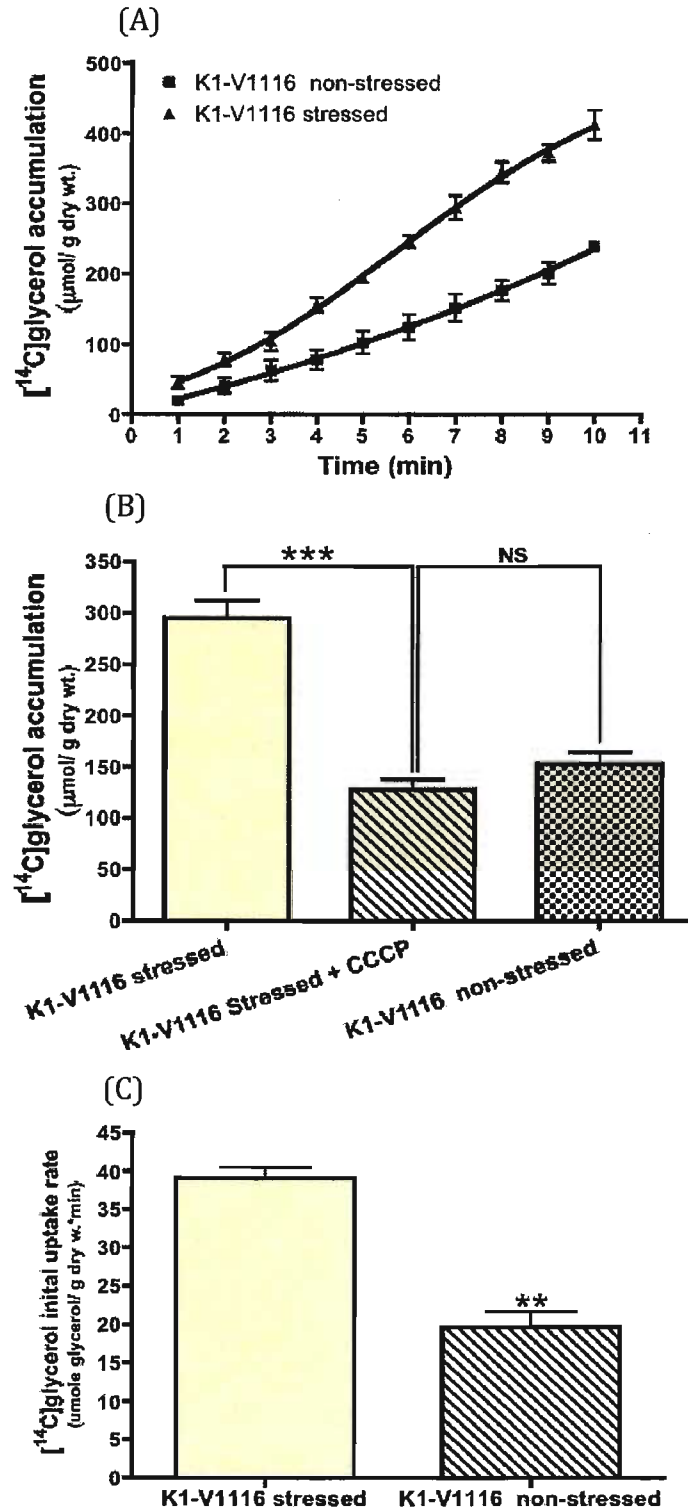 (A)
500
400
300
200
100
0
[¹⁴C]glycerol accumulation
(µmol/ g dry wt.)
K1-V1116 non-stressed
K1-V1116 stressed
0 1 2 3 4 5 6 7 8 9 10 11
Time (min)
(B)
350
300
250
200
150
100
50
0
[¹⁴C]glycerol accumulation
(µmol/ g dry wt.)
***
NS
K1-V1116 stressed
K1-V1116 Stressed + CCCP
K1-V1116 non-stressed
(C)
45
40
35
30
25
20
15
10
5
0
[¹⁴C]glycerol inital uptake rate
(umole glycerol/ g dry w.*min)
**
K1-V1116 stressed
K1-V1116 non-stressed